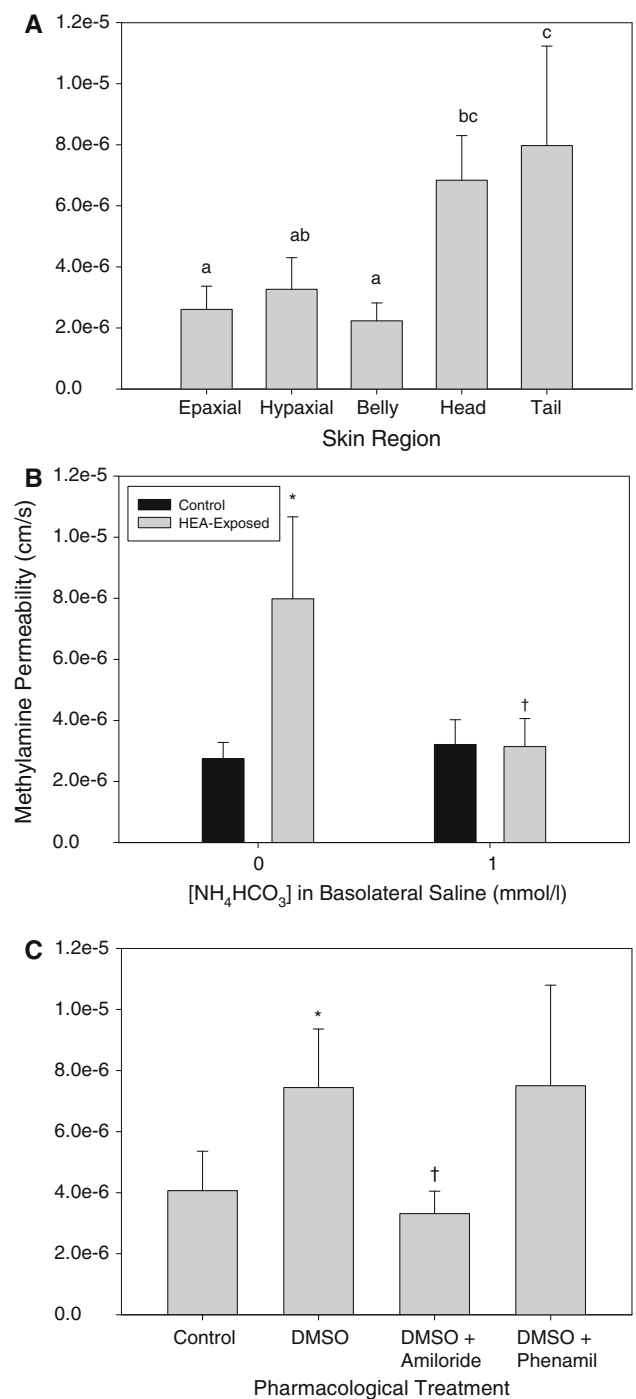 A
1.2e-5
1.0e-5
8.0e-6
6.0e-6
4.0e-6
2.0e-6
0.0
a
ab
a
bc
c
Epaxial Hypaxial Belly Head Tail
Skin Region
B
Methylamine Permeability (cm/s)
1.2e-5
1.0e-5
8.0e-6
6.0e-6
4.0e-6
2.0e-6
0.0
Control
HEA-Exposed
*
†
0 1
[NH₄HCO₃] in Basolateral Saline (mmol/l)
C
1.2e-5
1.0e-5
8.0e-6
6.0e-6
4.0e-6
2.0e-6
0.0
*
†
Control DMSO DMSO + DMSO +
Amiloride Phenamil
Pharmacological Treatment